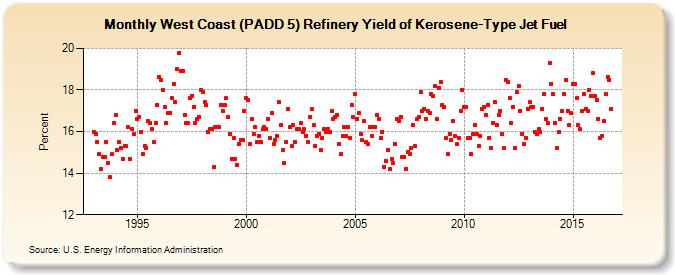 Monthly West Coast (PADD 5) Refinery Yield of Kerosene-Type Jet Fuel
Percent
20
18
16
14
12
1995 2000 2005 2010 2015
Source: U.S. Energy Information Administration